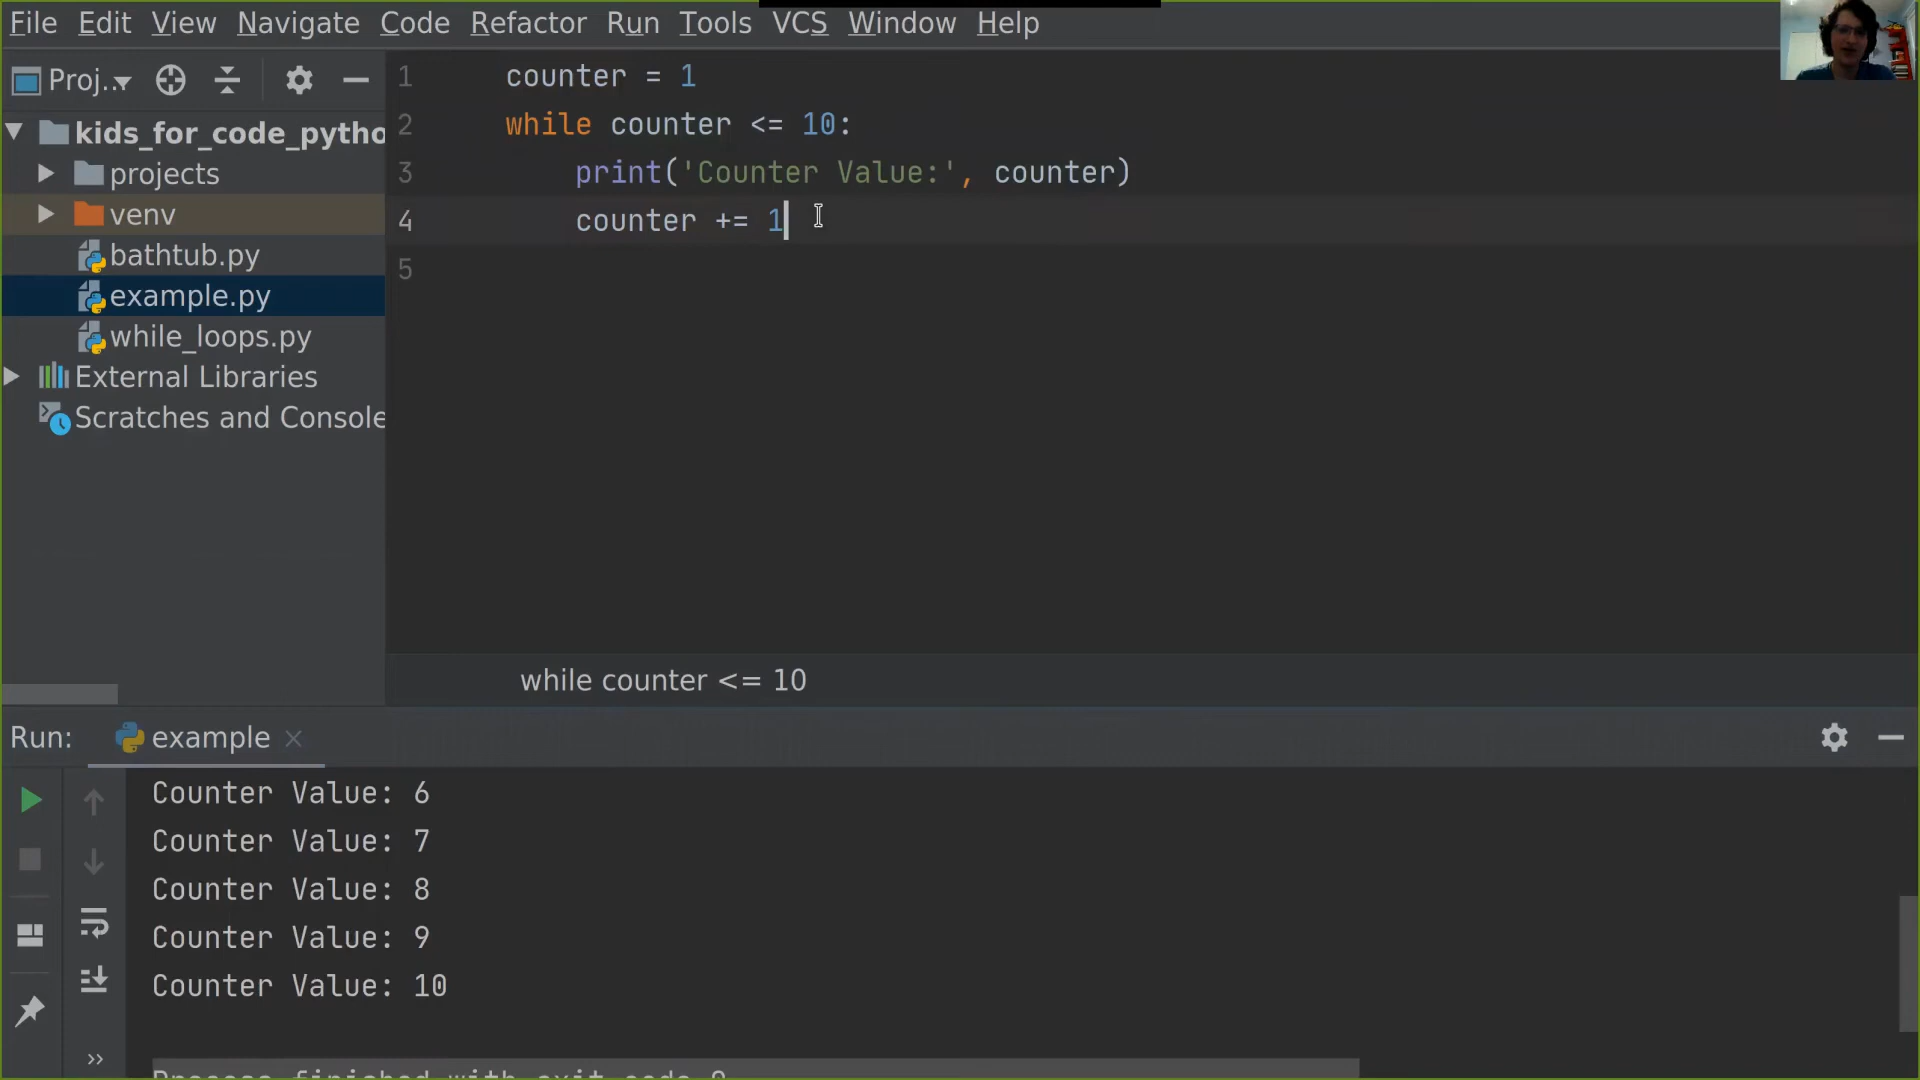 File Edit View Navigate Code Refactor Run Tools VCS Window Help
Proj..
kids_for_code_pytho
projects
venv
bathtub.py
example.py
while_loops.py
External Libraries
Scratches and Console
1 counter = 1
2 while counter <= 10:
3 print('Counter Value:', counter)
4 counter += 1
5
while counter <= 10
Run: example
Counter Value: 6
Counter Value: 7
Counter Value: 8
Counter Value: 9
Counter Value: 10
Process finished with exit code 0